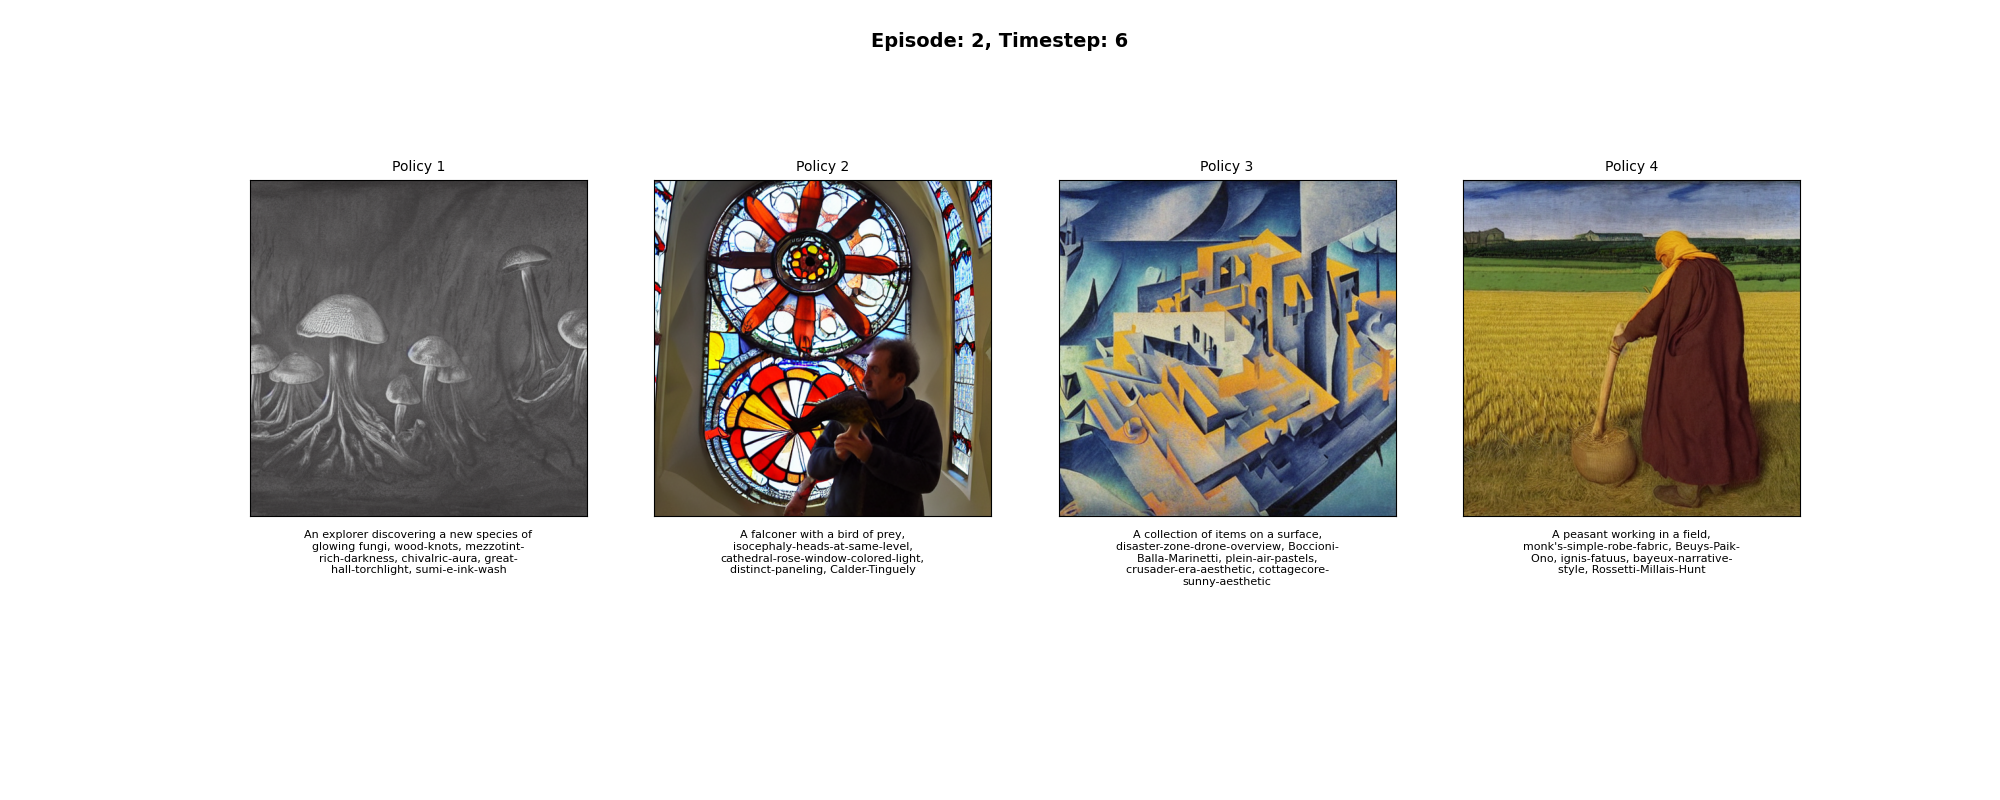 Episode: 2, Timestep: 6
Policy 1
An explorer discovering a new species of
glowing fungi, wood-knots, mezzotint-
rich-darkness, chivalric-aura, great-
hall-torchlight, sumi-e-ink-wash
Policy 2
A falconer with a bird of prey,
isocephaly-heads-at-same-level,
cathedral-rose-window-colored-light,
distinct-paneling, Calder-Tinguely
Policy 3
A collection of items on a surface,
disaster-zone-drone-overview, Boccioni-
Balla-Marinetti, plein-air-pastels,
crusader-era-aesthetic, cottagecore-
sunny-aesthetic
Policy 4
A peasant working in a field,
monk's-simple-robe-fabric, Beuys-Paik-
Ono, ignis-fatuus, bayeux-narrative-
style, Rossetti-Millais-Hunt